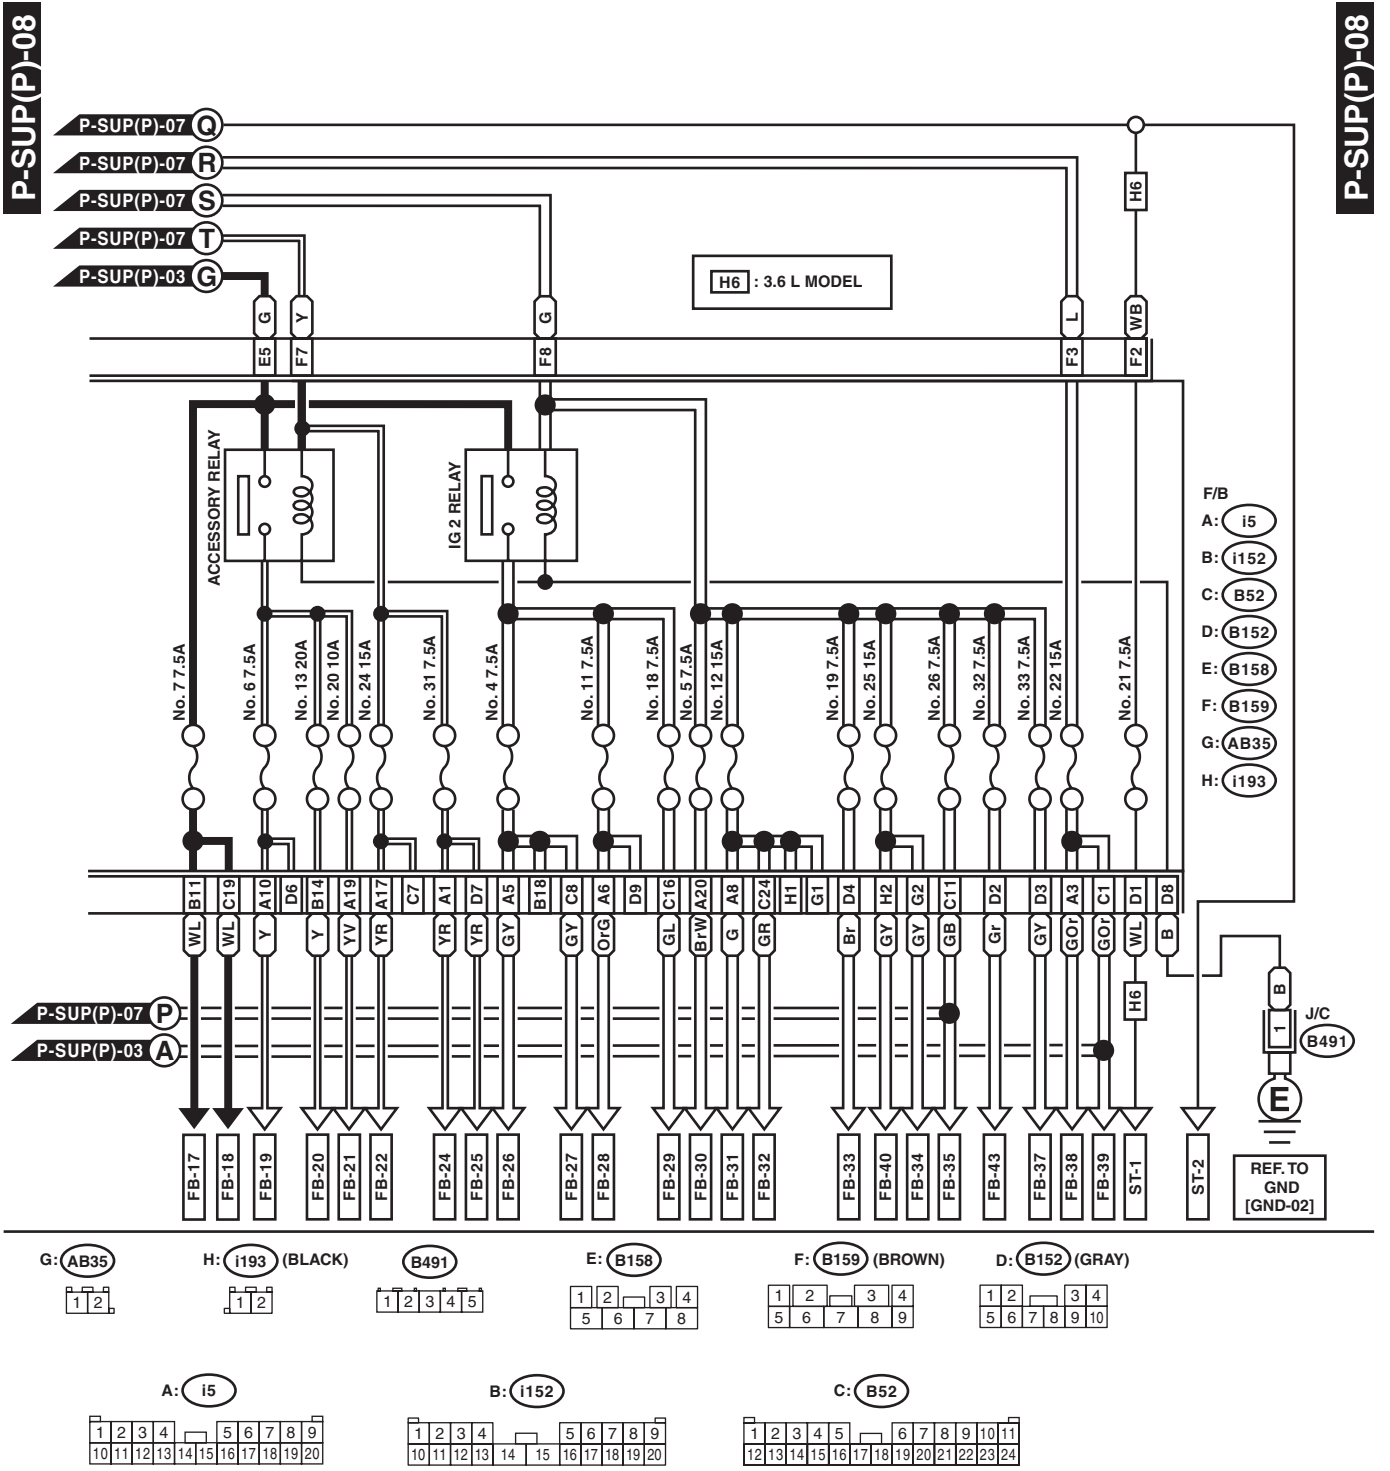 P-SUP(P)-08
P-SUP(P)-08
P-SUP(P)-07 Q
P-SUP(P)-07 R
P-SUP(P)-07 S
P-SUP(P)-07 T
P-SUP(P)-03 G
H6
H6 : 3.6 L MODEL
G Y G L WB
E5 F7 F8 F3 F2
ACCESSORY RELAY
IG 2 RELAY
F/B
A: i5
B: i152
C: B52
D: B152
E: B158
F: B159
G: AB35
H: i193
No. 7 7.5A
No. 6 7.5A
No. 13 20A
No. 20 10A
No. 24 15A
No. 31 7.5A
No. 4 7.5A
No. 11 7.5A
No. 18 7.5A
No. 5 7.5A
No. 12 15A
No. 19 7.5A
No. 25 15A
No. 26 7.5A
No. 32 7.5A
No. 33 7.5A
No. 22 15A
No. 21 7.5A
B11 C19 A10 D6 B14 A19 A17 C7 A1 D7 A5 B18 C8 A6 D9 C16 A20 A8 C24 H1 G1 D4 H2 G2 C11 D2 D3 A3 C1 D1 D8
WL WL Y Y YV YR YR YR GY GY OrG GL BrW G GR Br GY GY GB Gr GY GOr GOr WL B
P-SUP(P)-07 P
P-SUP(P)-03 A
H6
B
1
J/C
B491
E
FB-17 FB-18 FB-19 FB-20 FB-21 FB-22 FB-24 FB-25 FB-26 FB-27 FB-28 FB-29 FB-30 FB-31 FB-32 FB-33 FB-40 FB-34 FB-35 FB-43 FB-37 FB-38 FB-39 ST-1 ST-2
REF. TO
GND
[GND-02]
G: AB35
1 2
H: i193 (BLACK)
1 2
B491
1 2 3 4 5
E: B158
1 2 3 4
5 6 7 8
F: B159 (BROWN)
1 2 3 4
5 6 7 8 9
D: B152 (GRAY)
1 2 3 4
5 6 7 8 9 10
A: i5
1 2 3 4 5 6 7 8 9
10 11 12 13 14 15 16 17 18 19 20
B: i152
1 2 3 4 5 6 7 8 9
10 11 12 13 14 15 16 17 18 19 20
C: B52
1 2 3 4 5 6 7 8 9 10 11
12 13 14 15 16 17 18 19 20 21 22 23 24